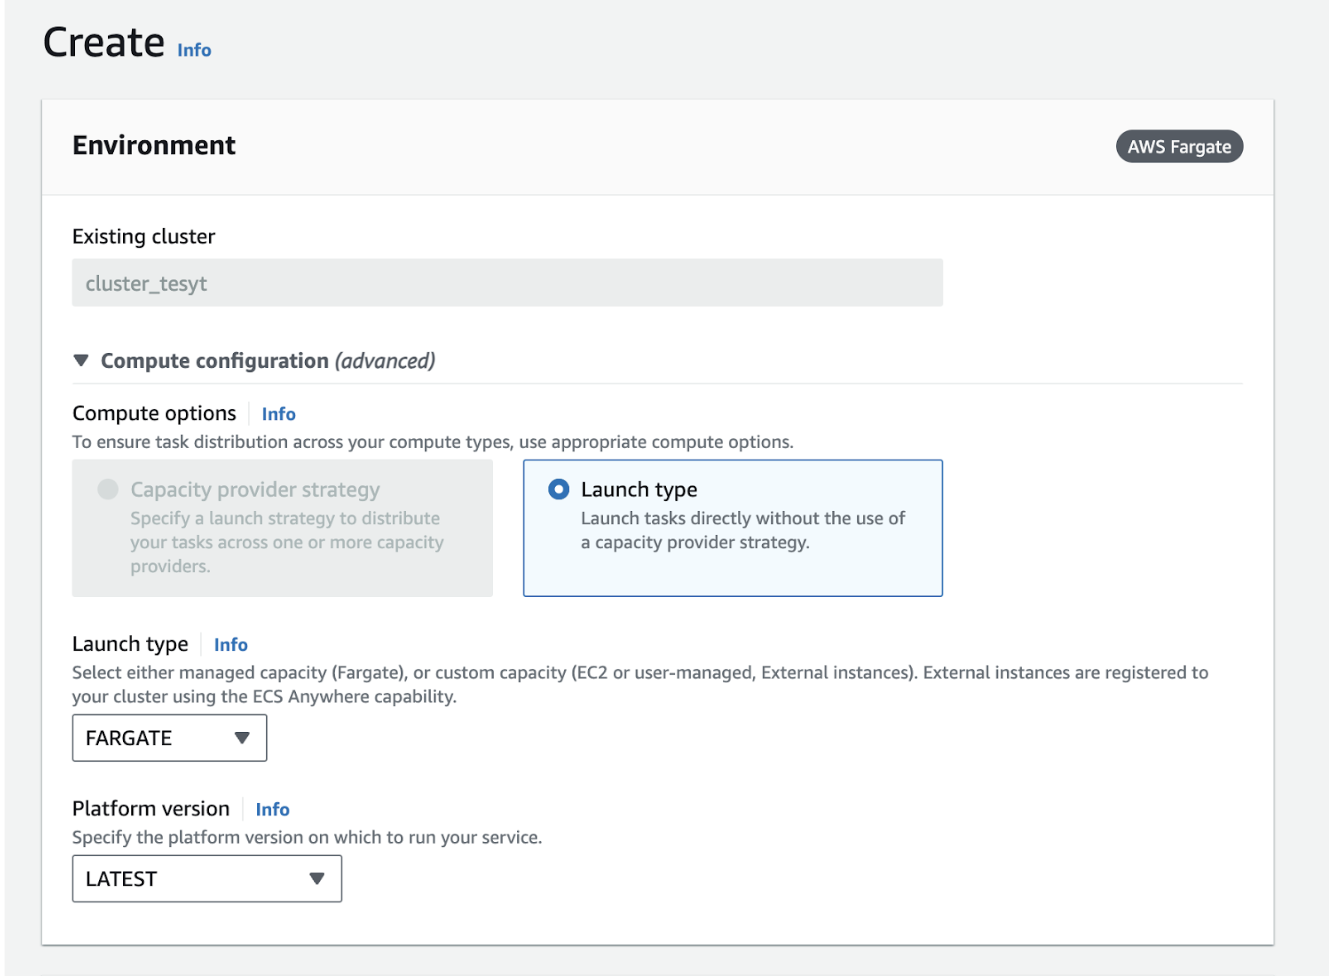 Create Info
Environment
AWS Fargate
Existing cluster
cluster_tesyt
Compute configuration (advanced)
Compute options Info
To ensure task distribution across your compute types, use appropriate compute options.
Capacity provider strategy
Specify a launch strategy to distribute
your tasks across one or more capacity
providers.
Launch type
Launch tasks directly without the use of
a capacity provider strategy.
Launch type Info
Select either managed capacity (Fargate), or custom capacity (EC2 or user-managed, External instances). External instances are registered to
your cluster using the ECS Anywhere capability.
FARGATE
Platform version Info
Specify the platform version on which to run your service.
LATEST